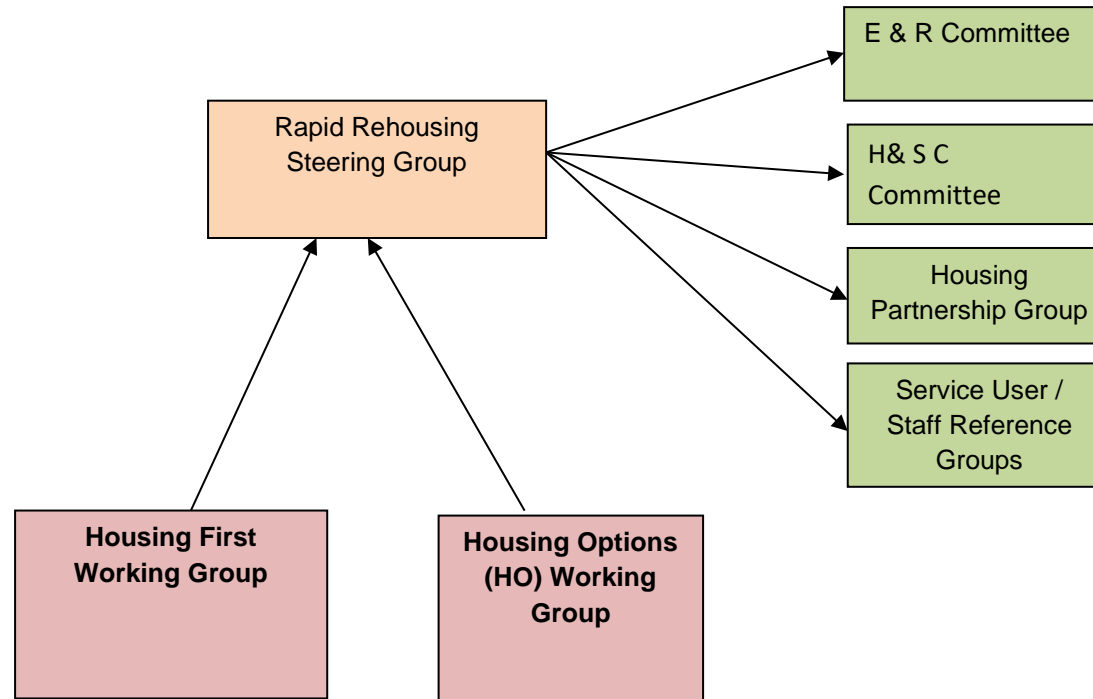 E & R Committee
Rapid Rehousing
Steering Group
H& S C
Committee
Housing
Partnership Group
Service User /
Staff Reference
Groups
Housing First
Working Group
Housing Options
(HO) Working
Group